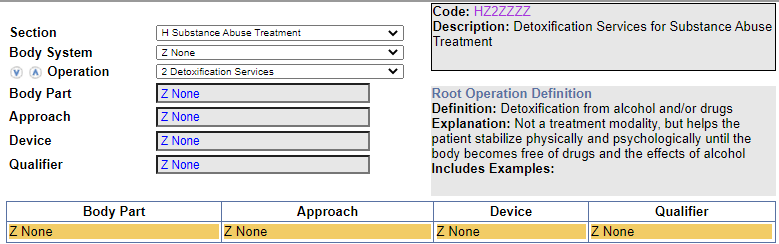 Section H Substance Abuse Treatment
Body System Z None
Operation 2 Detoxification Services
Body Part Z None
Approach Z None
Device Z None
Qualifier Z None
Code: HZ2ZZZZ
Description: Detoxification Services for Substance Abuse
Treatment
Root Operation Definition
Definition: Detoxification from alcohol and/or drugs
Explanation: Not a treatment modality, but helps the
patient stabilize physically and psychologically until the
body becomes free of drugs and the effects of alcohol
Includes Examples:
Body Part Approach Device Qualifier
Z None Z None Z None Z None